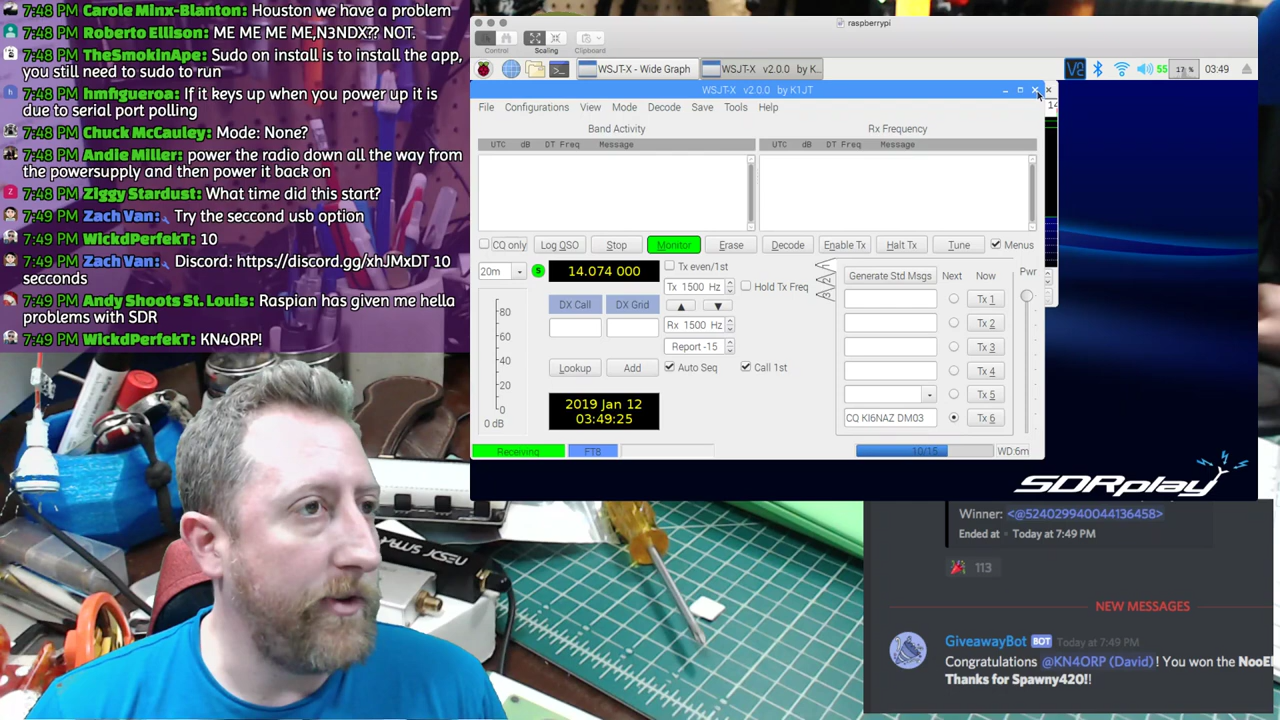 7:48 PM Carole Minx-Blanton: Houston we have a problem
7:48 PM Roberto Ellison: ME ME ME ME,N3NDX?? NOT.
7:48 PM TheSmokinApe: Sudo on install is to install the app,
you still need to sudo to run
7:48 PM hmfigueroa: If it keys up when you power up it is
due to serial port polling
7:48 PM Chuck McCauley: Mode: None?
7:48 PM Andie Miller: power the radio down all the way from
the powersupply and then power it back on
7:48 PM Ziggy Stardust: What time did this start?
7:49 PM Zach Van: Try the seccond usb option
7:49 PM WickdPerfekT: 10
7:49 PM Zach Van: Discord: https://discord.gg/xhJMxDT 10
seconds
7:49 PM Andy Shoots St. Louis: Raspian has given me hella
problems with SDR
7:49 PM WickdPerfekT: KN4ORP!
raspberrypi
Control Scaling Clipboard
WSJT-X - Wide Graph WSJT-X v2.0.0 by K... 55 17 % 03:49
WSJT-X v2.0.0 by K1JT
File Configurations View Mode Decode Save Tools Help
14
Band Activity Rx Frequency
UTC dB DT Freq Message UTC dB DT Freq Message
CQ only Log QSO Stop Monitor Erase Decode Enable Tx Halt Tx Tune Menus
20m S 14.074 000 Tx even/1st
Tx 1500 Hz Hold Tx Freq
Generate Std Msgs Next Now Pwr
DX Call DX Grid
Rx 1500 Hz
Report -15
Lookup Add Auto Seq Call 1st
80
60
40
20
0
0 dB
2019 Jan 12
03:49:25
Tx 1
Tx 2
Tx 3
Tx 4
Tx 5
CQ KI6NAZ DM03 Tx 6
Receiving FT8 10/15 WD:6m
SDRplay
Winner: <@524029940044136458>
Ended at • Today at 7:49 PM
113
NEW MESSAGES
GiveawayBot BOT Today at 7:49 PM
Congratulations @KN4ORP (David)! You won the
Thanks for Spawny420!!